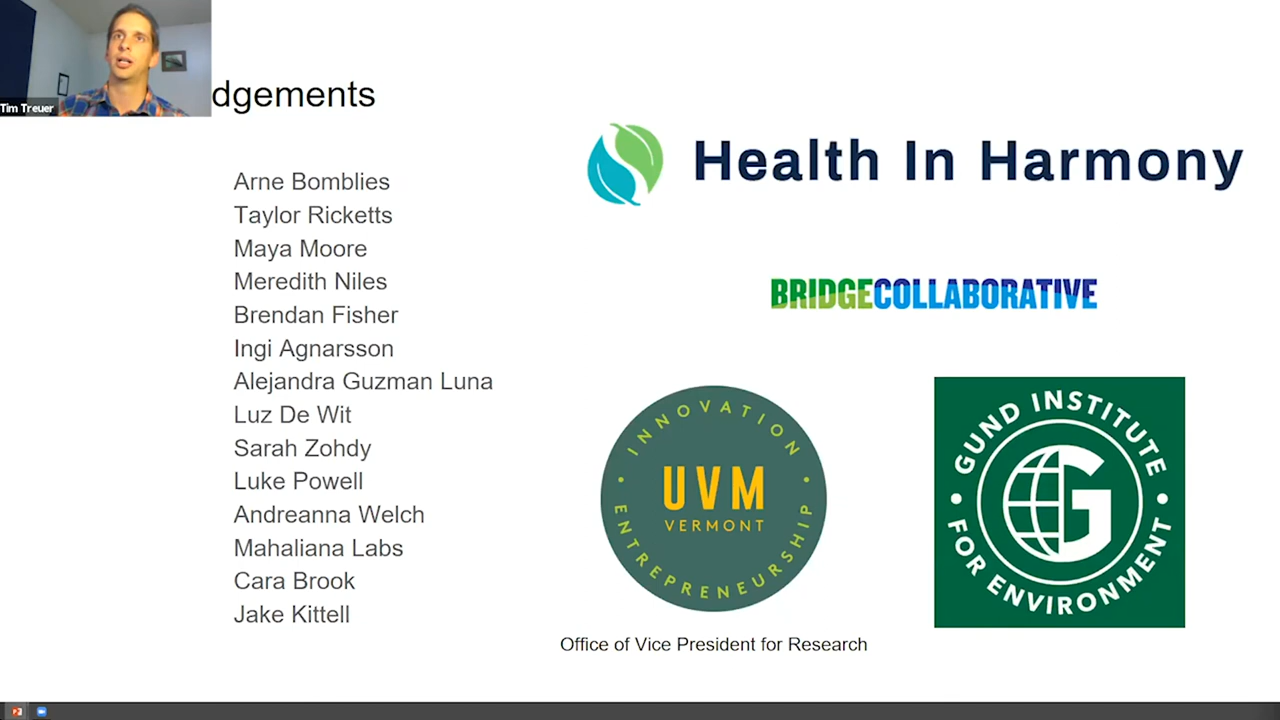 Tim Treuer
dgements
Arne Bomblies
Taylor Ricketts
Maya Moore
Meredith Niles
Brendan Fisher
Ingi Agnarsson
Alejandra Guzman Luna
Luz De Wit
Sarah Zohdy
Luke Powell
Andreanna Welch
Mahaliana Labs
Cara Brook
Jake Kittell
Health In Harmony
BRIDGECOLLABORATIVE
INNOVATION
UVM
VERMONT
ENTREPRENEURSHIP
Office of Vice President for Research
GUND INSTITUTE
G
FOR ENVIRONMENT